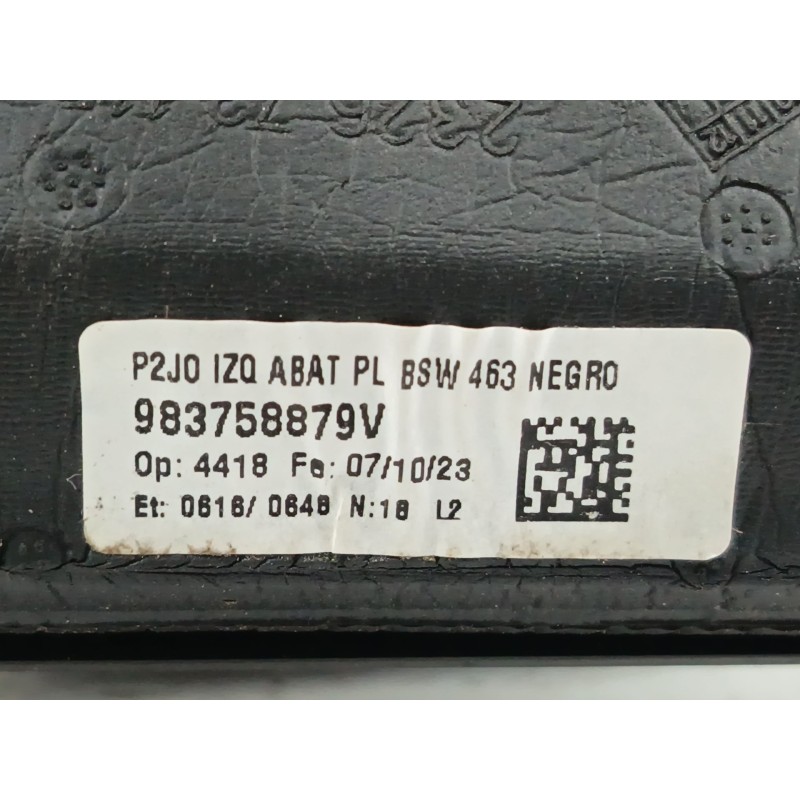 P2JO IZQ ABAT PL BSW 463 NEGRO
983758879V
Op: 4418 Fe: 07/10/23
Et: 0616/ 0648 N:18 L2